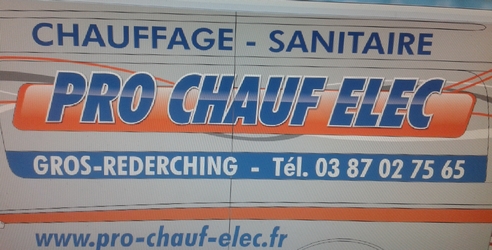 CHAUFFAGE - SANITAIRE
PRO CHAUF ELEC
GROS-REDERCHING - Tél. 03 87 02 75 65
www.pro-chauf-elec.fr